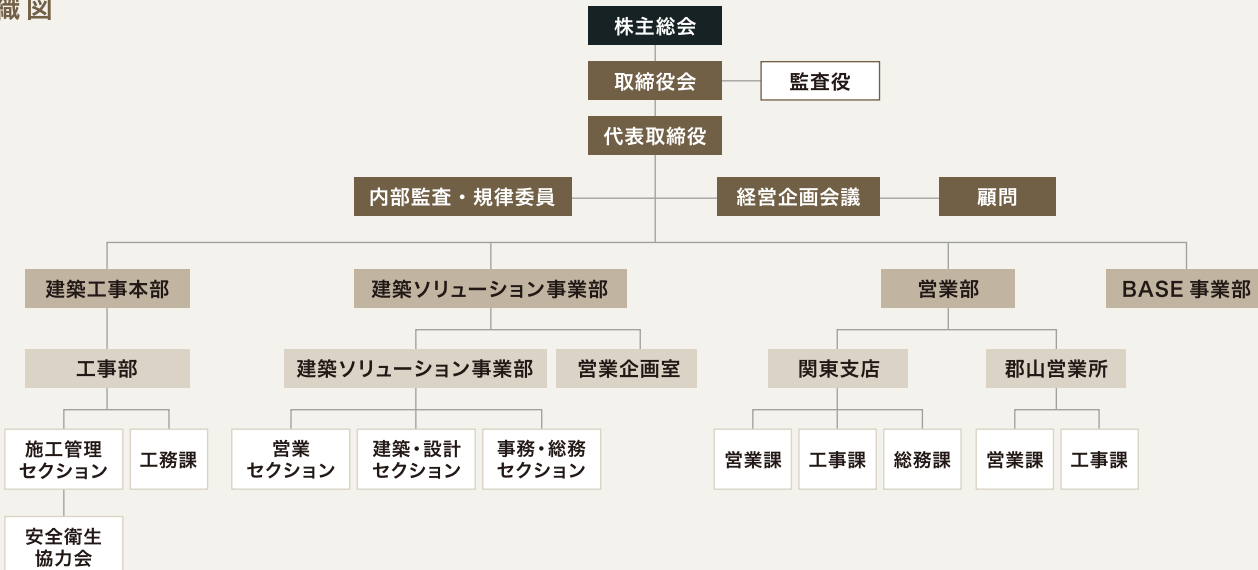 織図
株主総会
取締役会
監査役
代表取締役
内部監査・規律委員
経営企画会議
顧問
建築工事本部
建築ソリューション事業部
営業部
BASE 事業部
工事部
建築ソリューション事業部
営業企画室
関東支店
郡山営業所
施工管理
セクション
工務課
営業
セクション
建築・設計
セクション
事務・総務
セクション
営業課
工事課
総務課
営業課
工事課
安全衛生
協力会